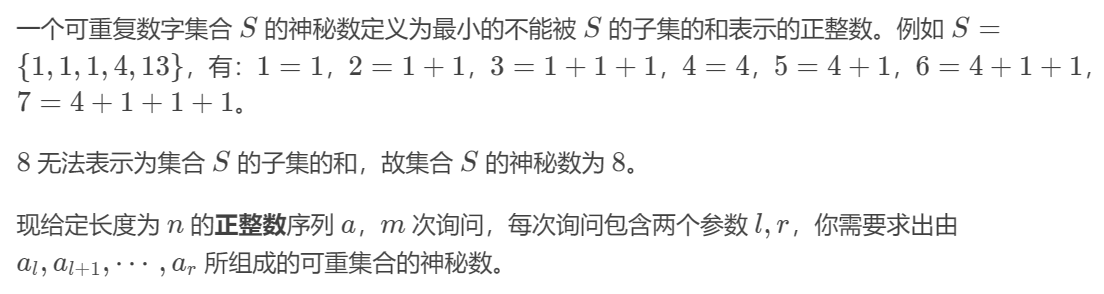 一个可重复数字集合 S 的神秘数定义为最小的不能被 S 的子集的和表示的正整数。例如 S =
{1, 1, 1, 4, 13}，有：1 = 1，2 = 1 + 1，3 = 1 + 1 + 1，4 = 4，5 = 4 + 1，6 = 4 + 1 + 1，
7 = 4 + 1 + 1 + 1。
8 无法表示为集合 S 的子集的和，故集合 S 的神秘数为 8。
现给定长度为 n 的正整数序列 a，m 次询问，每次询问包含两个参数 l, r，你需要求出由
a_l, a_{l+1}, ⋯ , a_r 所组成的可重集合的神秘数。